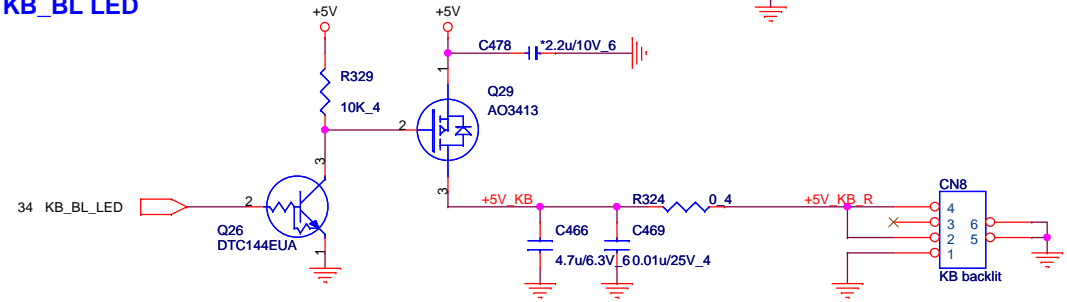 KB_BL LED
+5V
+5V
C478
*2.2u/10V_6
R329
10K_4
1
Q29
AO3413
2
3
3
34 KB_BL_LED
2
Q26
DTC144EUA
1
+5V_KB
R324
0_4
+5V_KB_R
C466
4.7u/6.3V_6
C469
0.01u/25V_4
CN8
4
3
2
1
6
5
KB backlit